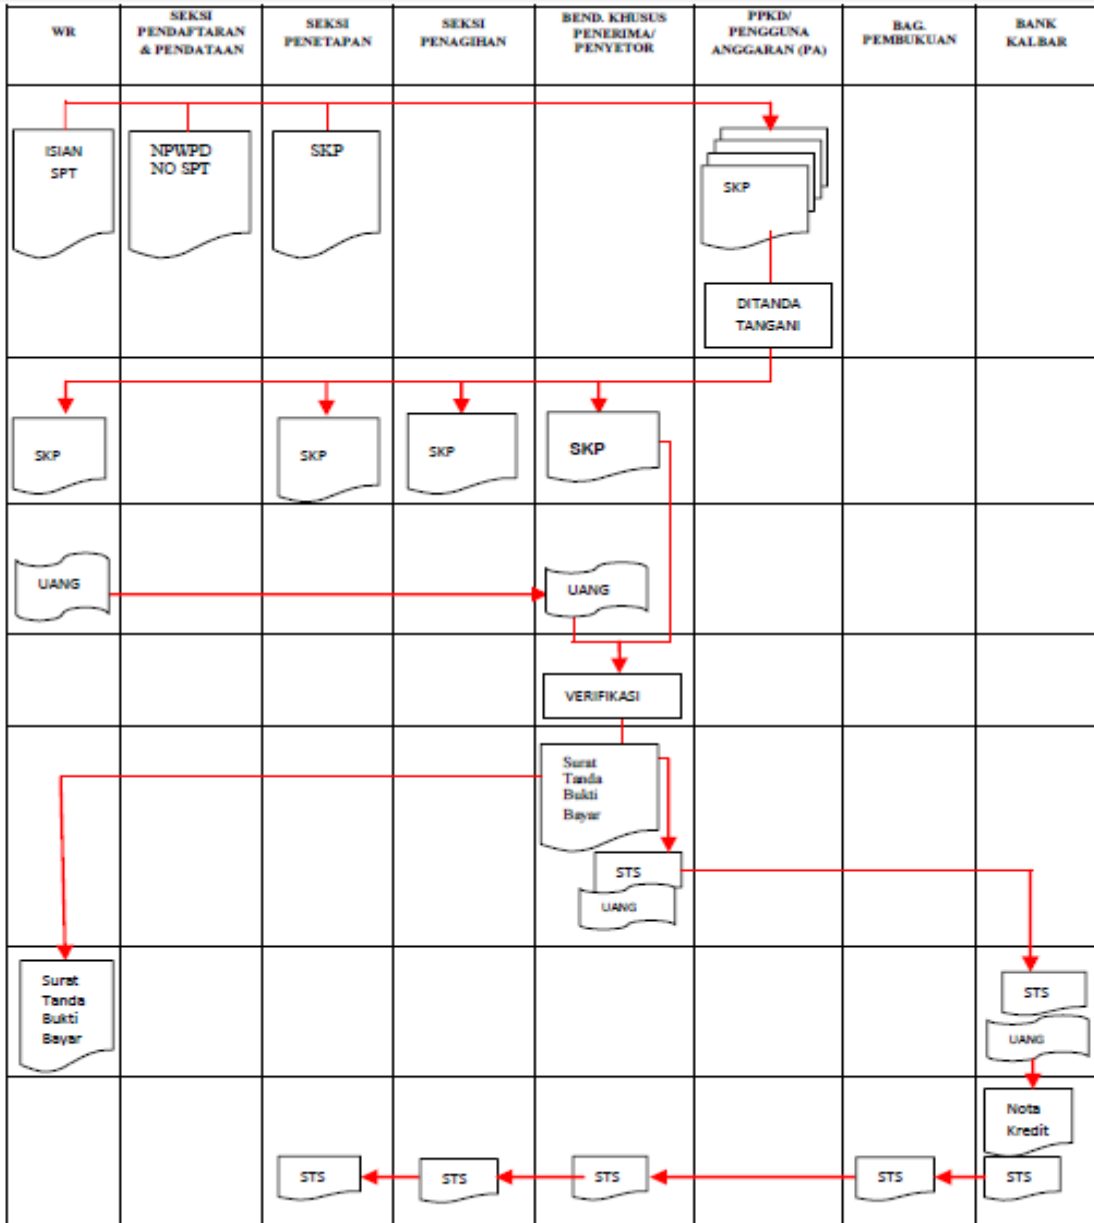 WR
SEKSI
PENDAFTARAN
& PENDATAAN
SEKSI
PENETAPAN
SEKSI
PENAGIHAN
BEND. KHUSUS
PENERIMA/
PENYETOR
PPKD/
PENGGUNA
ANGGARAN (PA)
BAG.
PEMBUKUAN
BANK
KALBAR
ISIAN
SPT
NPWPD
NO SPT
SKP
SKP
DITANDA
TANGANI
SKP
SKP
SKP
SKP
UANG
UANG
VERIFIKASI
Surat
Tanda
Bukti
Bayar
STS
UANG
Surat
Tanda
Bukti
Bayar
STS
UANG
Nota
Kredit
STS
STS
STS
STS
STS